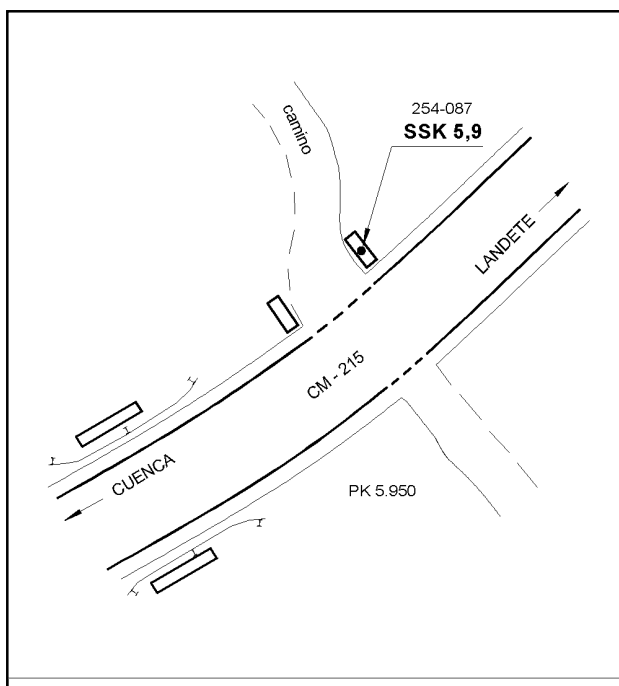 254-087
SSK 5,9
camino
LANDETE
CM - 215
CUENCA
PK 5.950